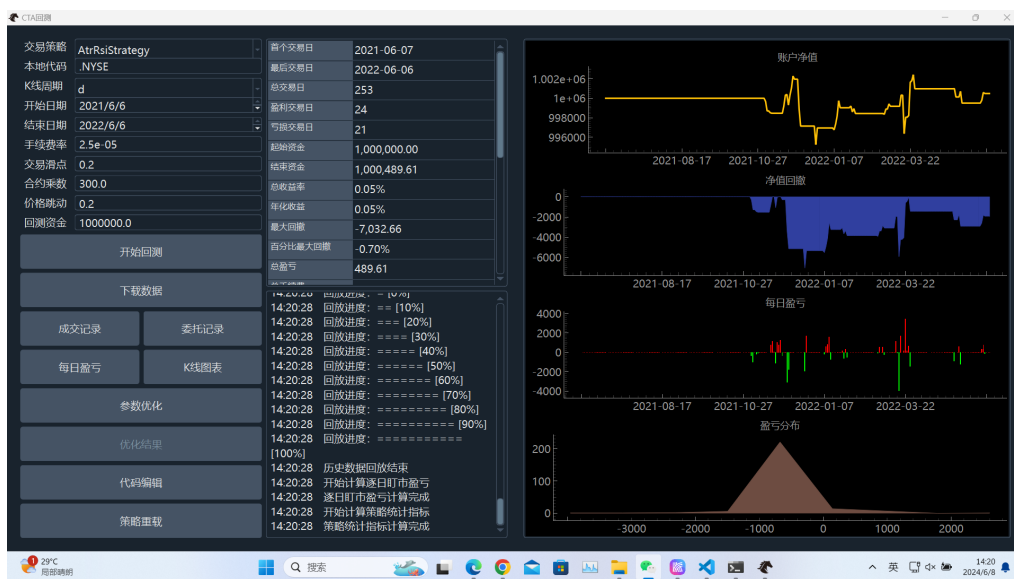 CTA回测
交易策略 AtrRsiStrategy
本地代码 .NYSE
K线周期 d
开始日期 2021/6/6
结束日期 2022/6/6
手续费率 2.5e-05
交易滑点 0.2
合约乘数 300.0
价格跳动 0.2
回测资金 1000000.0
开始回测
下载数据
成交记录 委托记录
每日盈亏 K线图表
参数优化
优化结果
代码编辑
策略重载
首个交易日 2021-06-07
最后交易日 2022-06-06
总交易日 253
盈利交易日 24
亏损交易日 21
起始资金 1,000,000.00
结束资金 1,000,489.61
总收益率 0.05%
年化收益 0.05%
最大回撤 -7,032.66
百分比最大回撤 -0.70%
总盈亏 489.61
14:20:28 回放进度: = [0%]
14:20:28 回放进度: == [10%]
14:20:28 回放进度: === [20%]
14:20:28 回放进度: ==== [30%]
14:20:28 回放进度: ===== [40%]
14:20:28 回放进度: ====== [50%]
14:20:28 回放进度: ======= [60%]
14:20:28 回放进度: ======== [70%]
14:20:28 回放进度: ========= [80%]
14:20:28 回放进度: ========== [90%]
14:20:28 回放进度: ===========
[100%]
14:20:28 历史数据回放结束
14:20:28 开始计算逐日盯市盈亏
14:20:28 逐日盯市盈亏计算完成
14:20:28 开始计算策略统计指标
14:20:28 策略统计指标计算完成
账户净值
1.002e+06
1e+06
998000
996000
2021-08-17 2021-10-27 2022-01-07 2022-03-22
净值回撤
0
-2000
-4000
-6000
2021-08-17 2021-10-27 2022-01-07 2022-03-22
每日盈亏
4000
2000
0
-2000
-4000
2021-08-17 2021-10-27 2022-01-07 2022-03-22
盈亏分布
200
100
0
-3000 -2000 -1000 0 1000 2000
1
29°C
局部晴朗
搜索
英
14:20
2024/6/8